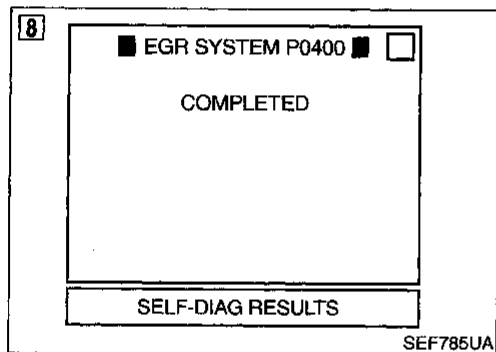 8
EGR SYSTEM P0400
COMPLETED
SELF-DIAG RESULTS
SEF785UA